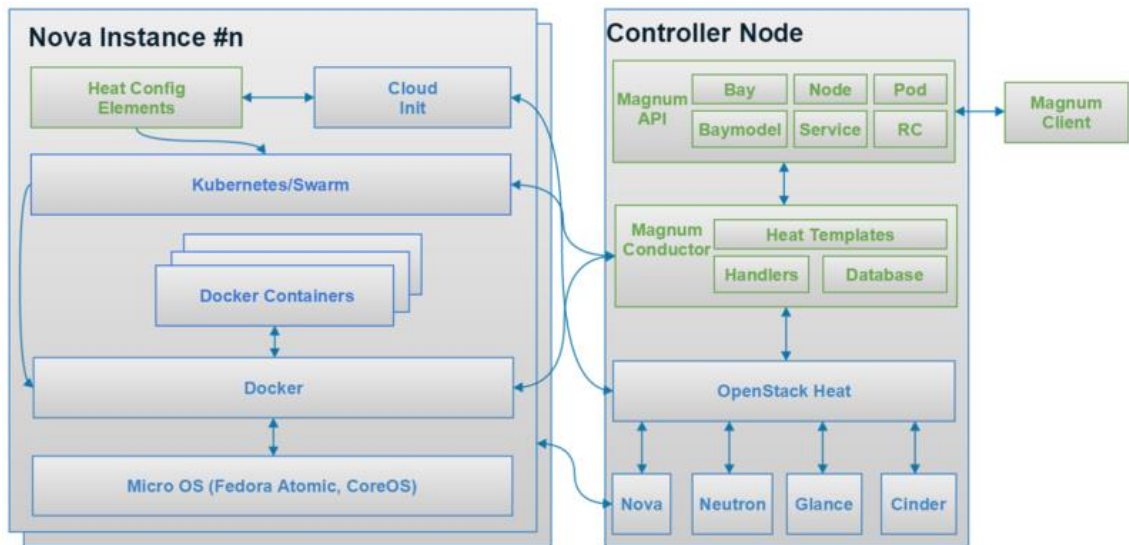 Nova Instance #n
Heat Config
Elements
Cloud
Init
Kubernetes/Swarm
Docker Containers
Docker
Micro OS (Fedora Atomic, CoreOS)
Controller Node
Magnum
API
Bay
Node
Pod
Baymodel
Service
RC
Magnum
Client
Magnum
Conductor
Heat Templates
Handlers
Database
OpenStack Heat
Nova
Neutron
Glance
Cinder